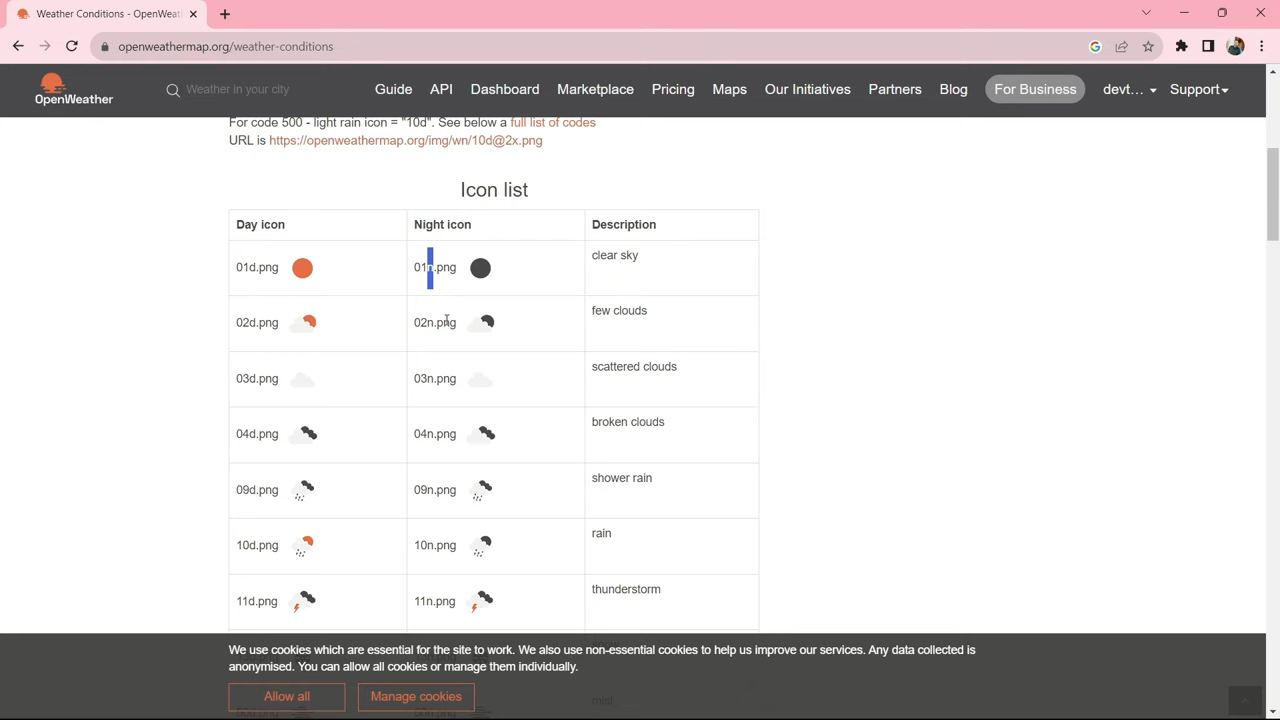 Weather Conditions - OpenWeat
openweathermap.org/weather-conditions
OpenWeather
Weather in your city
Guide API Dashboard Marketplace Pricing Maps Our Initiatives Partners Blog For Business devt... Support
For code 500 - light rain icon = "10d". See below a full list of codes
URL is https://openweathermap.org/img/wn/10d@2x.png
Icon list
Day icon Night icon Description
01d.png 01n.png clear sky
02d.png 02n.png few clouds
03d.png 03n.png scattered clouds
04d.png 04n.png broken clouds
09d.png 09n.png shower rain
10d.png 10n.png rain
11d.png 11n.png thunderstorm
We use cookies which are essential for the site to work. We also use non-essential cookies to help us improve our services. Any data collected is
anonymised. You can allow all cookies or manage them individually.
Allow all Manage cookies
mist